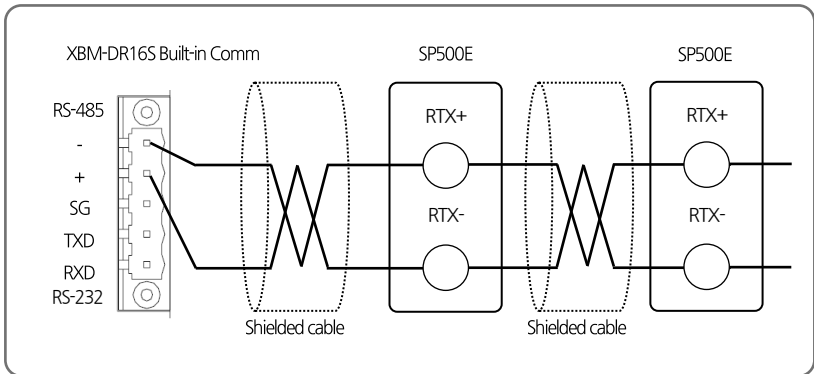 XBM-DR16S Built-in Comm
SP500E
SP500E
RS-485
-
+
SG
TXD
RXD
RS-232
RTX+
RTX-
RTX+
RTX-
Shielded cable
Shielded cable